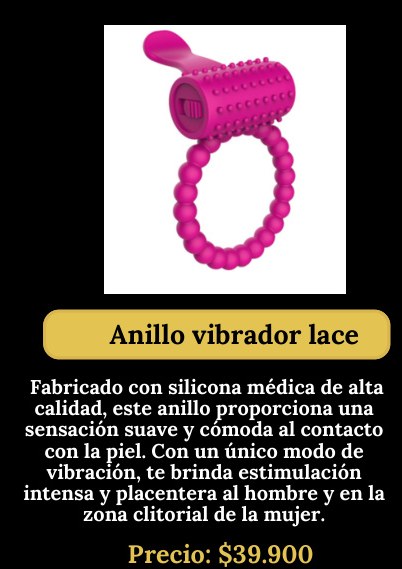 Anillo vibrador lace
Fabricado con silicona médica de alta
calidad, este anillo proporciona una
sensación suave y cómoda al contacto
con la piel. Con un único modo de
vibración, te brinda estimulación
intensa y placentera al hombre y en la
zona clitorial de la mujer.
Precio: $39.900